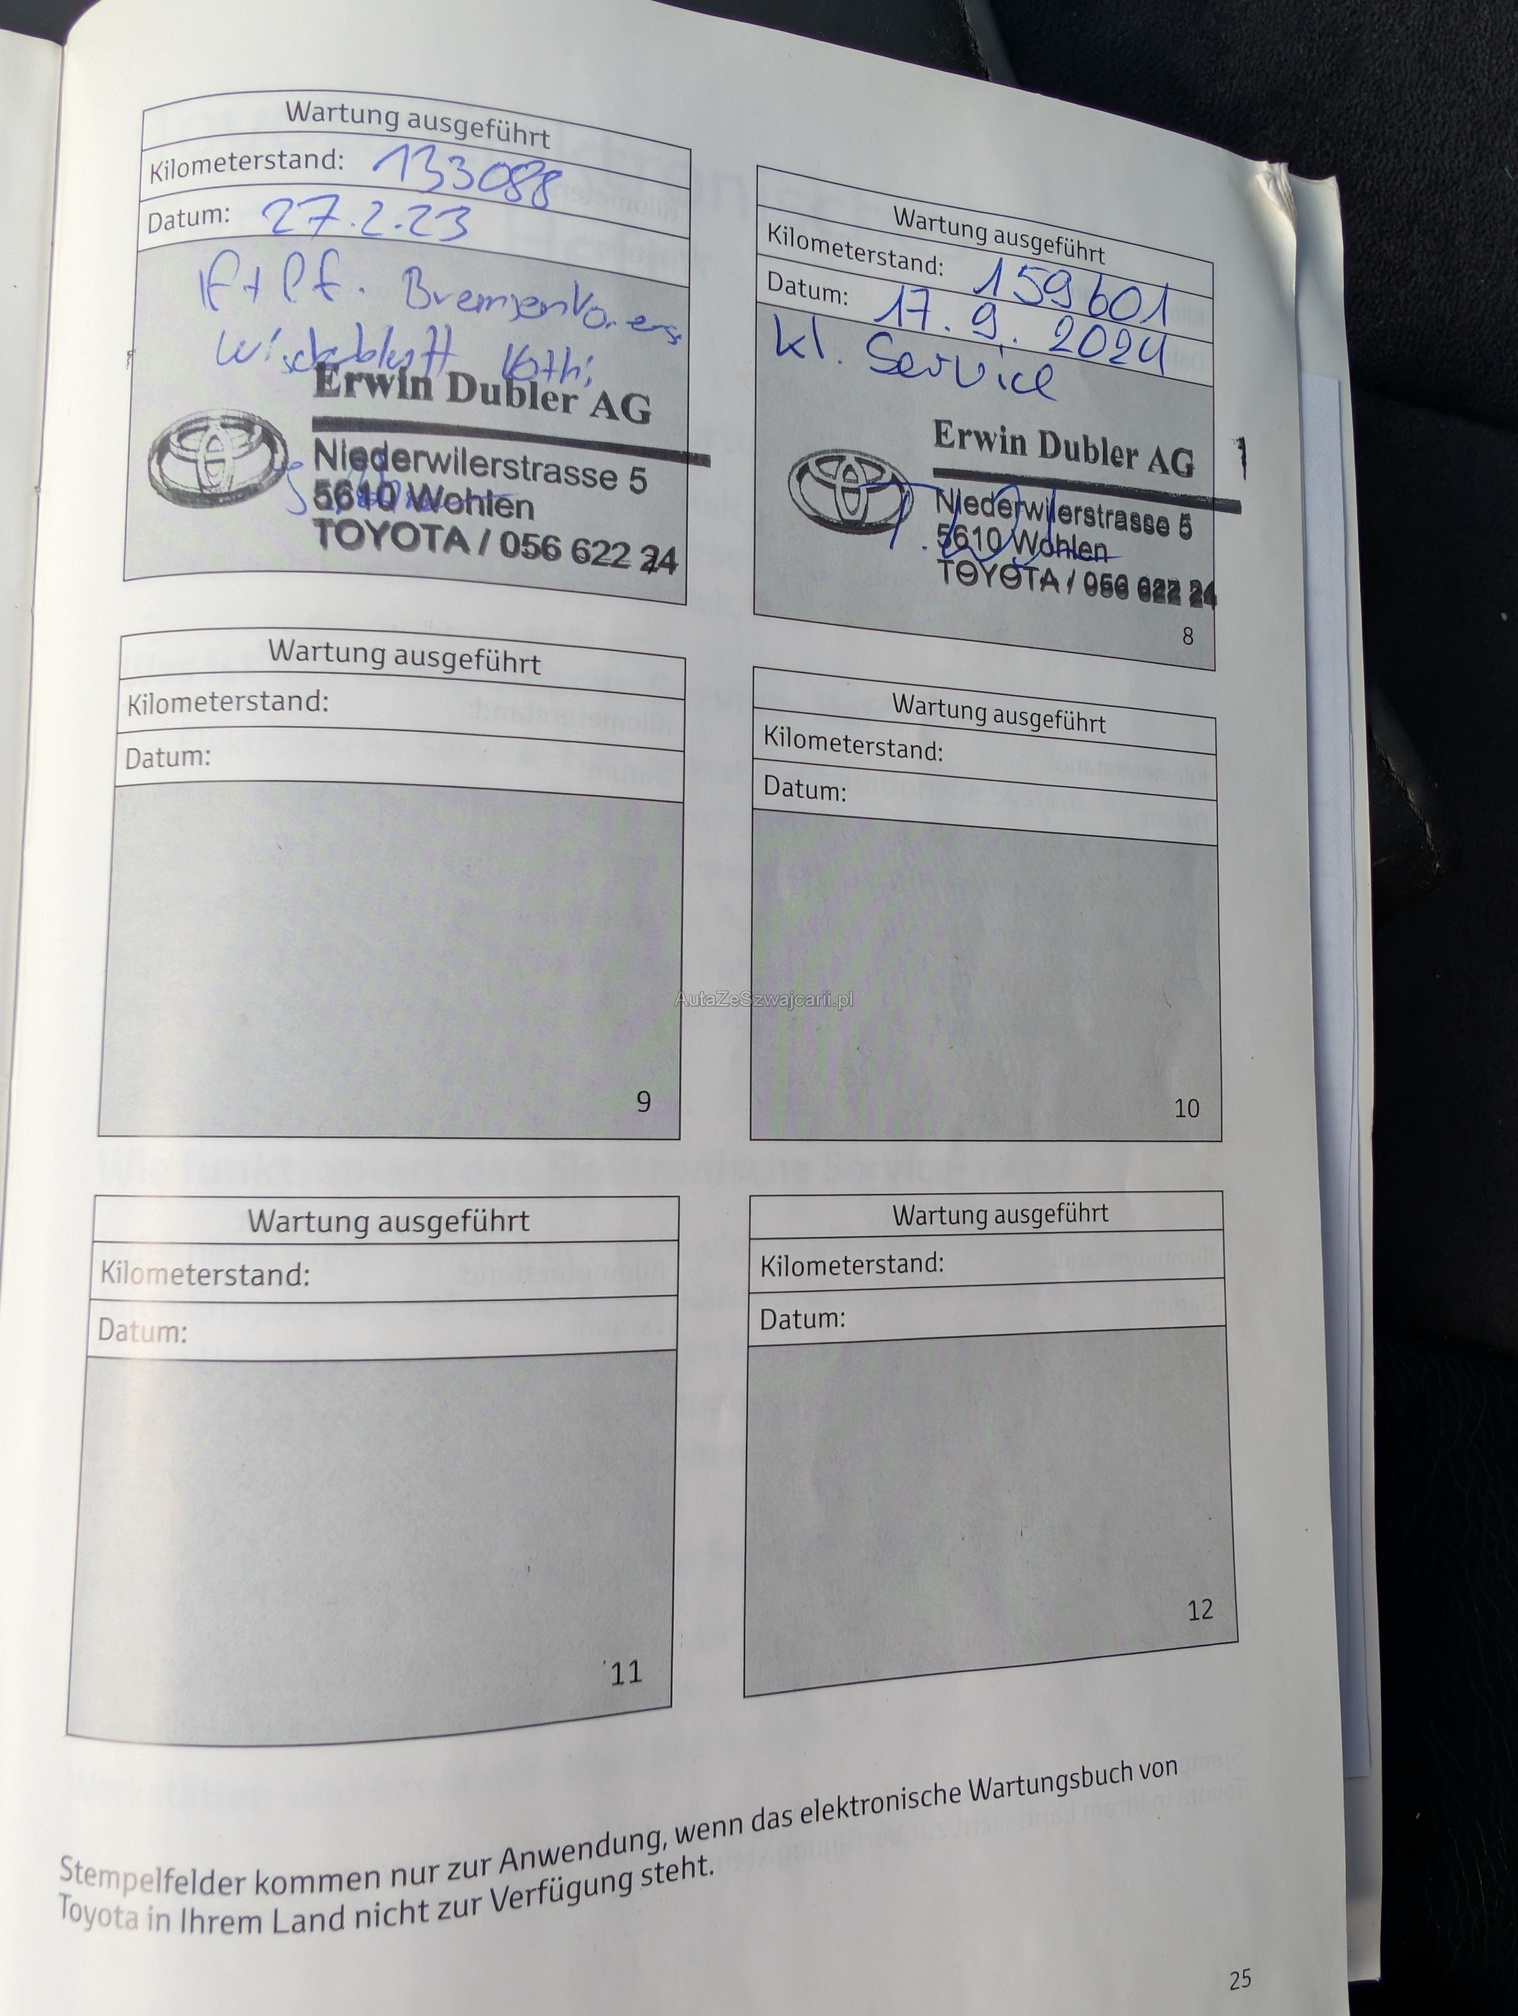 Wartung ausgeführt
Kilometerstand: 133088
Datum: 27.2.23
Erwin Dubler AG
Niederwilerstrasse 5
5610 Wohlen
TOYOTA / 056 622 24
Wartung ausgeführt
Kilometerstand: 159601
Datum: 17.9.2024
kl. Service
Erwin Dubler AG
Niederwilerstrasse 5
5610 Wohlen
TOYOTA / 056 622 24
1
8
Wartung ausgeführt
Kilometerstand:
Datum:
9
Wartung ausgeführt
Kilometerstand:
Datum:
10
AutaZeSzwajcarii.pl
Wartung ausgeführt
Kilometerstand:
Datum:
11
Wartung ausgeführt
Kilometerstand:
Datum:
12
Stempelfelder kommen nur zur Anwendung, wenn das elektronische Wartungsbuch von
Toyota in Ihrem Land nicht zur Verfügung steht.
25